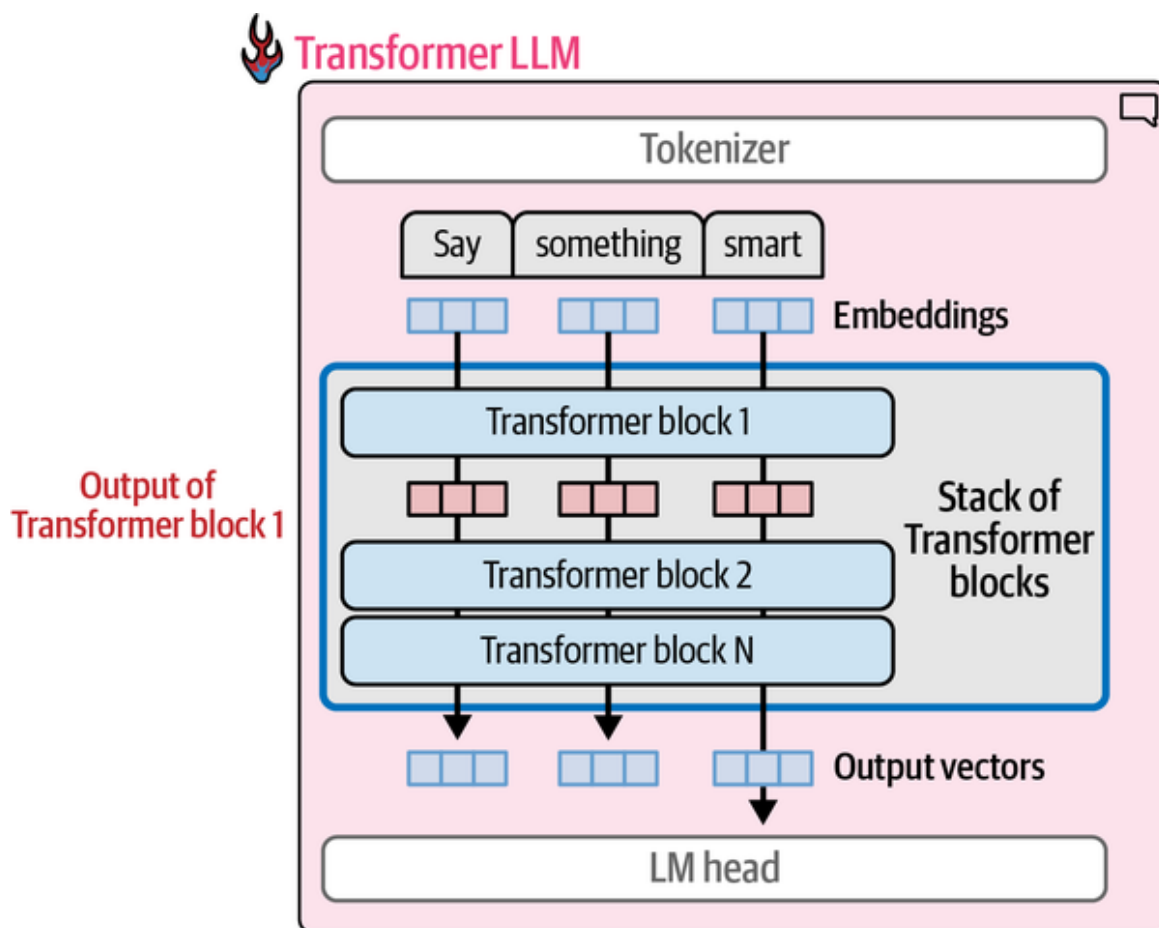 Transformer LLM
Tokenizer
Say something smart
Embeddings
Transformer block 1
Output of
Transformer block 1
Stack of
Transformer
blocks
Transformer block 2
Transformer block N
Output vectors
LM head